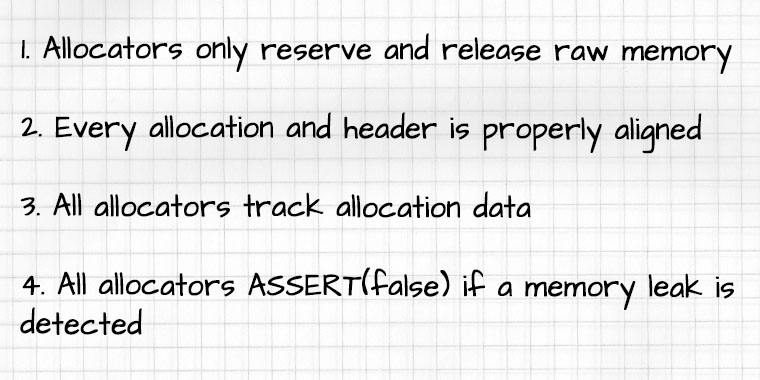 1. Allocators only reserve and release raw memory
2. Every allocation and header is properly aligned
3. All allocators track allocation data
4. All allocators ASSERT(false) if a memory leak is
detected